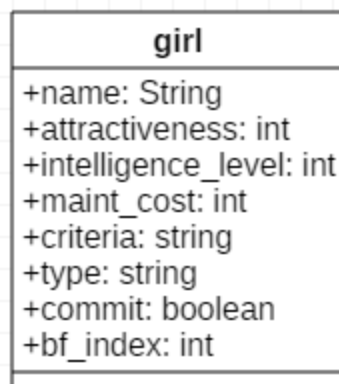 girl
+name: String
+attractiveness: int
+intelligence_level: int
+maint_cost: int
+criteria: string
+type: string
+commit: boolean
+bf_index: int